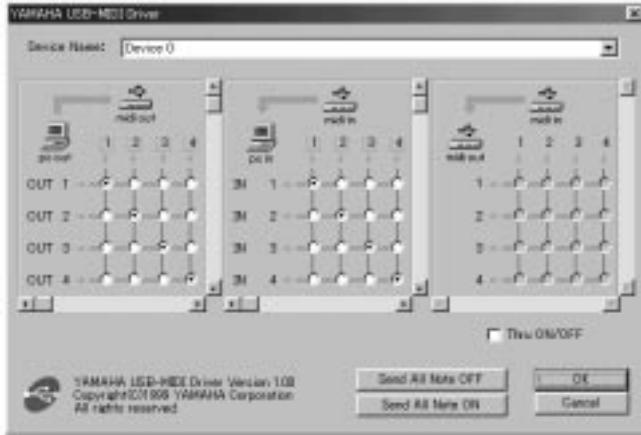 YAMAHA USB-MIDI Driver
Device Name: Device 0
midi out
pc out
1 2 3 4
OUT 1
OUT 2
OUT 3
OUT 4
midi in
pc in
1 2 3 4
IN 1
IN 2
IN 3
IN 4
midi in
midi out
1 2 3 4
1
2
3
4
Thru ON/OFF
YAMAHA USB-MIDI Driver Version 1.00
Copyright(C)1999 YAMAHA Corporation
All rights reserved.
Send All Note OFF
Send All Note ON
OK
Cancel